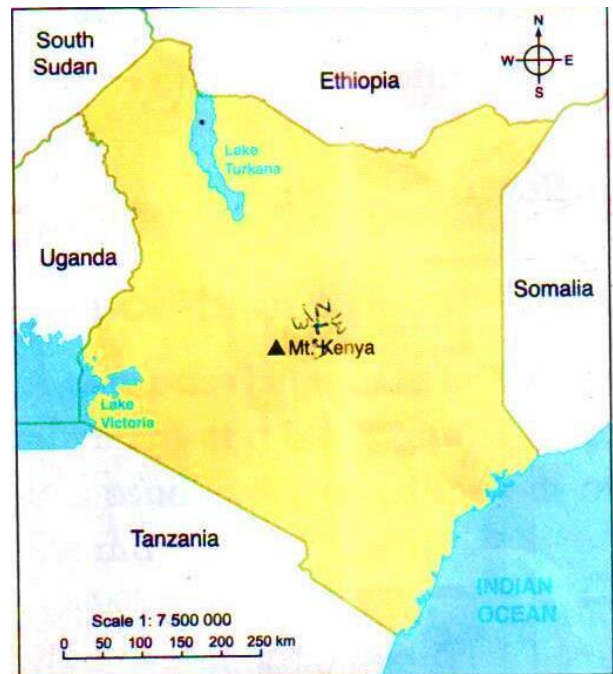 N
South
Sudan
Ethiopia
W E
S
Lake
Turkana
Uganda
Somalia
N
W E
S
Mt. Kenya
Lake
Victoria
Tanzania
INDIAN
OCEAN
Scale 1: 7 500 000
0 50 100 150 200 250 km